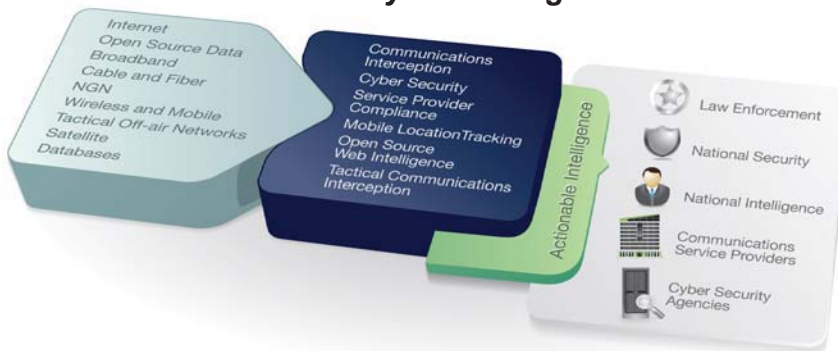 Internet
Open Source Data
Broadband
Cable and Fiber
NGN
Wireless and Mobile
Tactical Off-air Networks
Satellite
Databases
Communications
Interception
Cyber Security
Service Provider
Compliance
Mobile LocationTracking
Open Source
Web Intelligence
Tactical Communications
Interception
Actionable Intelligence
Law Enforcement
National Security
National Intelligence
Communications
Service Providers
Cyber Security
Agencies